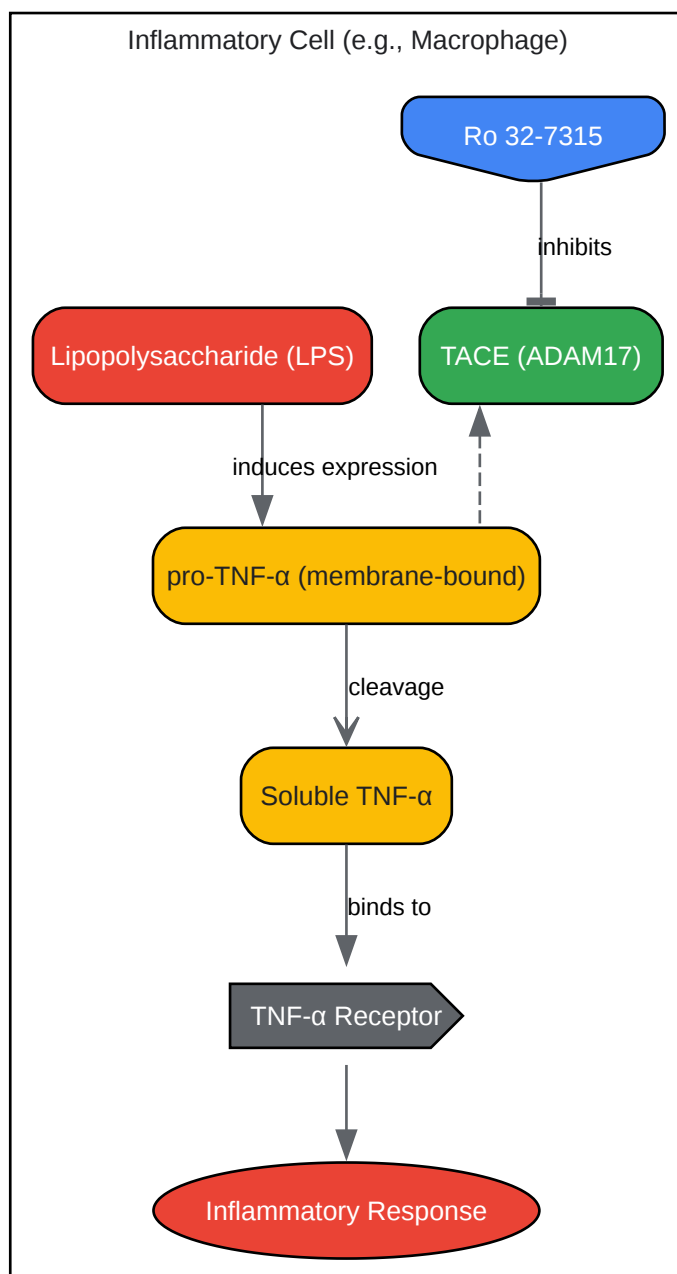 Inflammatory Cell (e.g., Macrophage)
Ro 32-7315
inhibits
Lipopolysaccharide (LPS)
TACE (ADAM17)
induces expression
pro-TNF-α (membrane-bound)
cleavage
Soluble TNF-α
binds to
TNF-α Receptor
Inflammatory Response